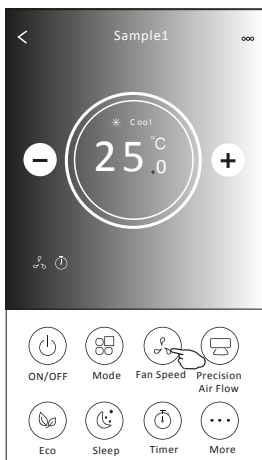 Sample1
Cool
25.0°C
ON/OFF
Mode
Fan Speed
Precision
Air Flow
Eco
Sleep
Timer
More